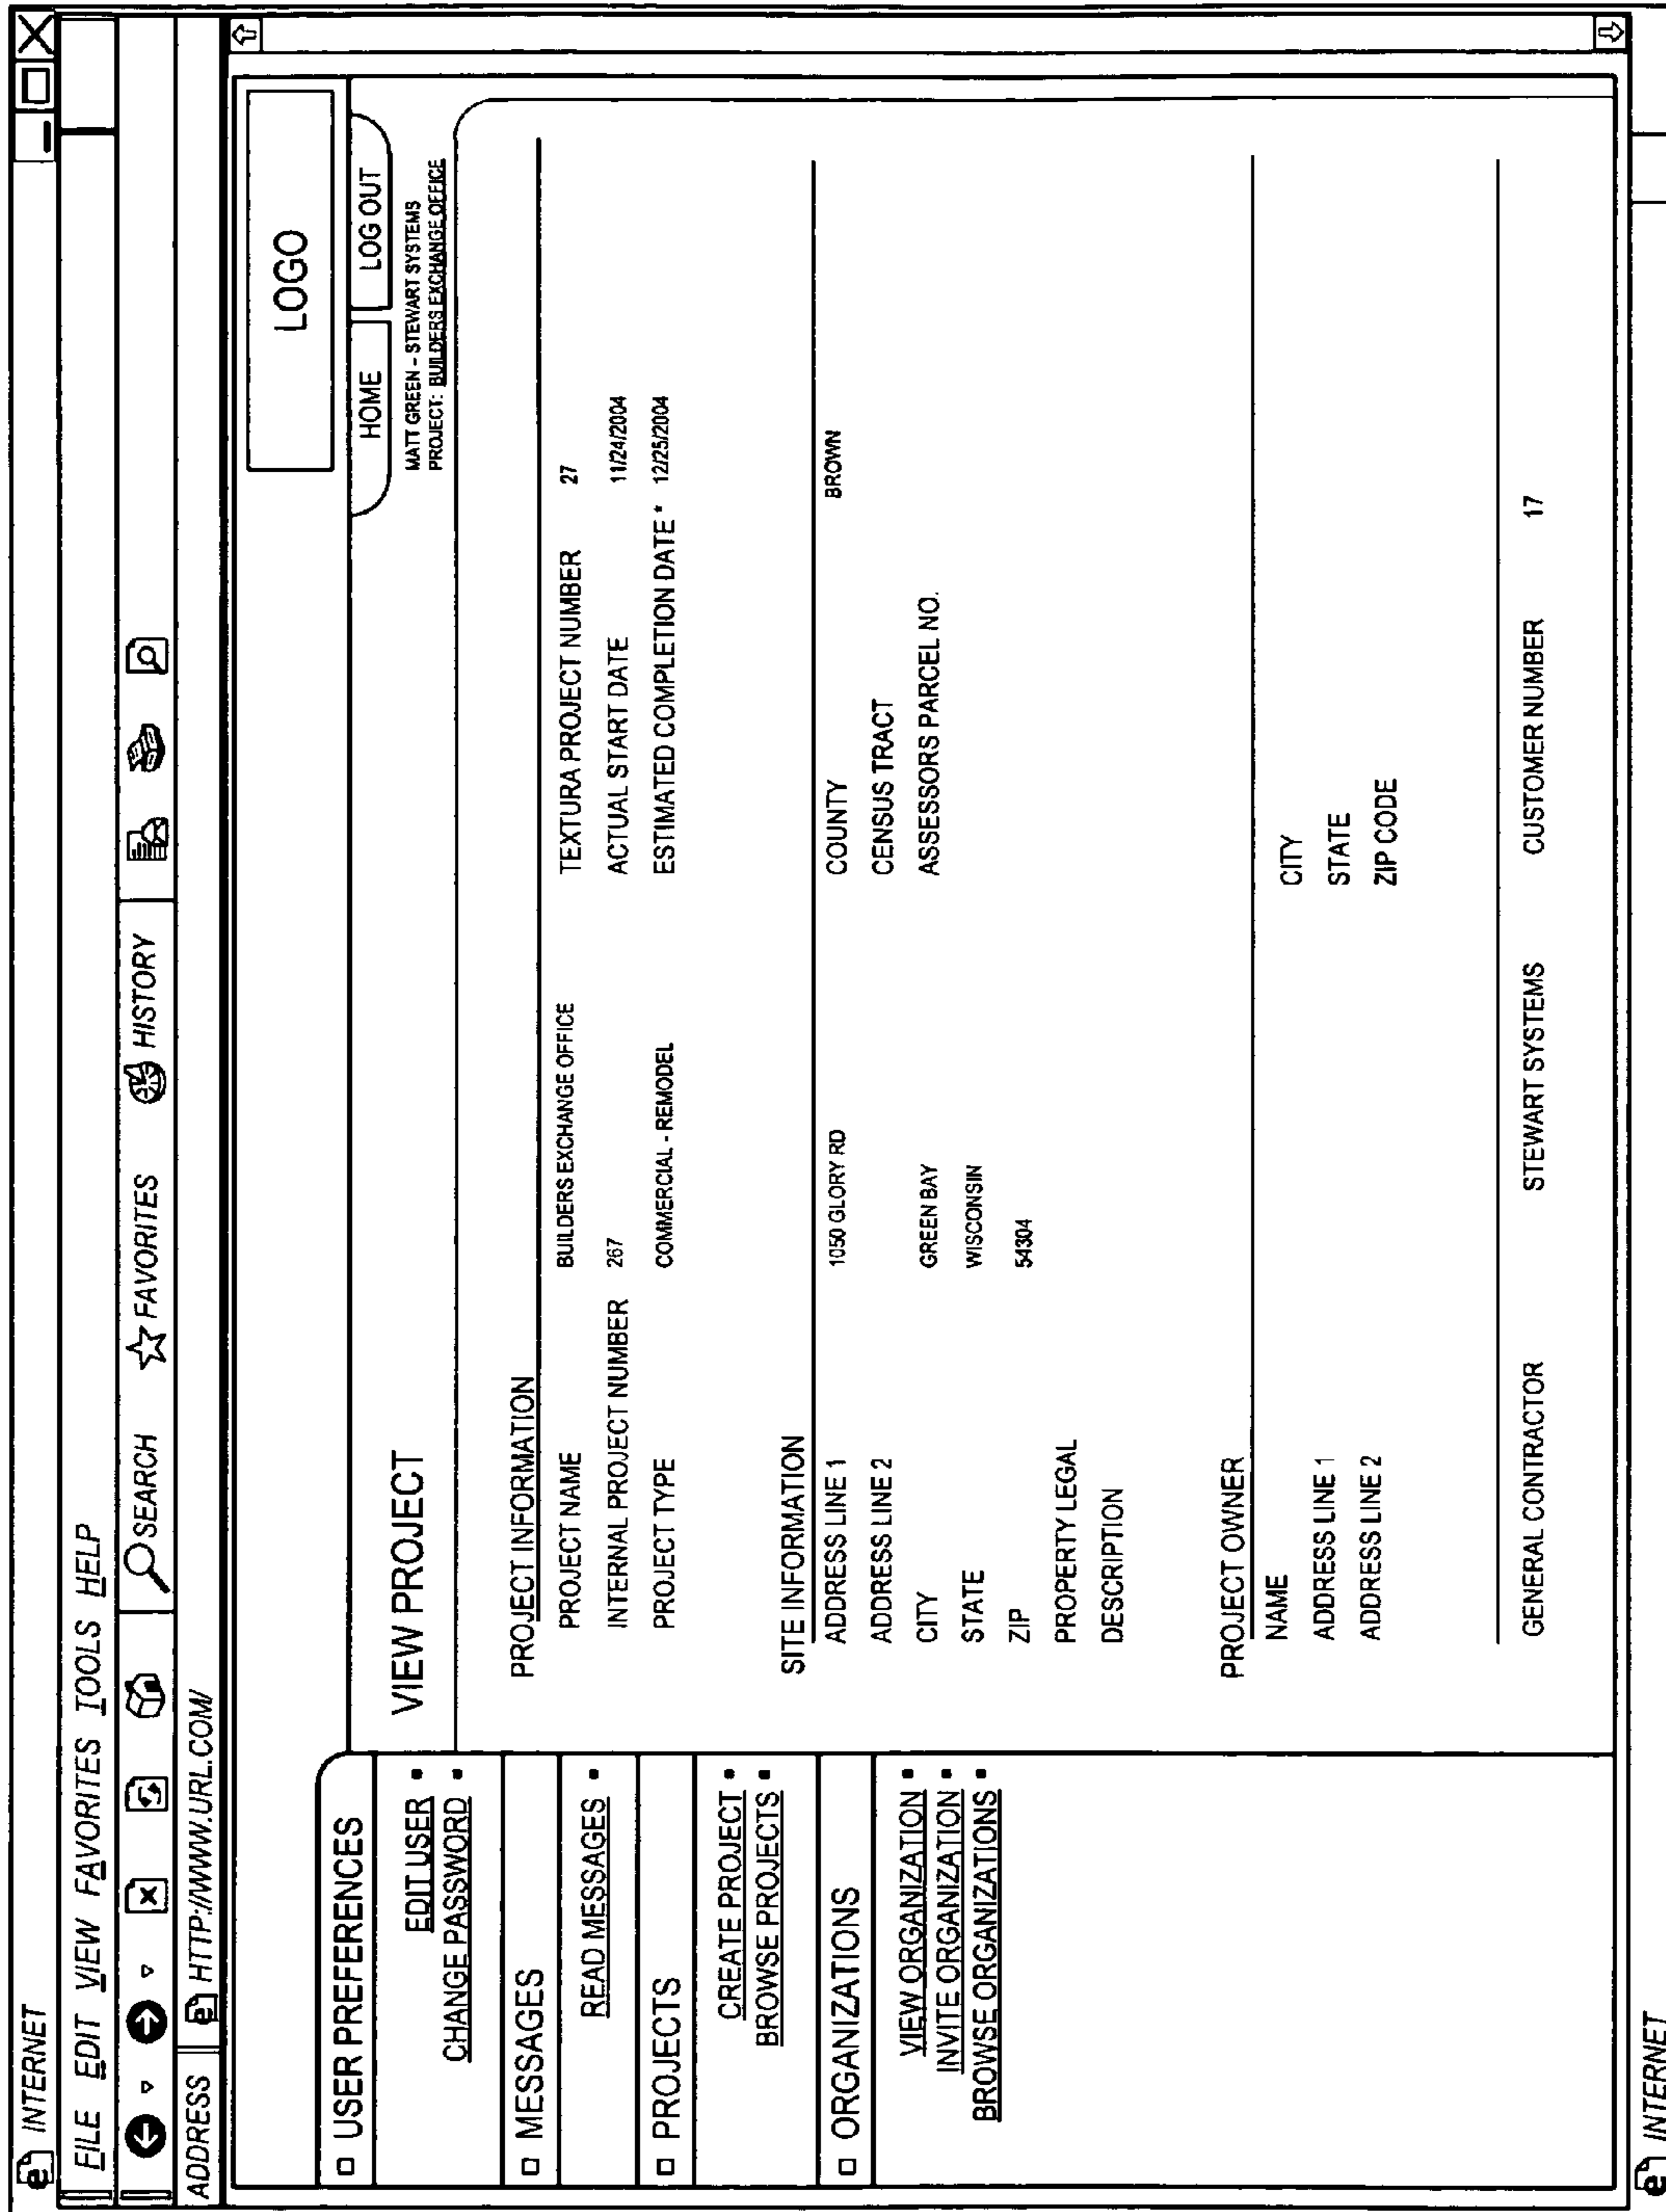 INTERNET
FILE EDIT VIEW FAVORITES TOOLS HELP
SEARCH FAVORITES HISTORY
ADDRESS HTTP://WWW.URL.COM/
LOGO
HOME LOG OUT
USER PREFERENCES
EDIT USER
CHANGE PASSWORD
MESSAGES
READ MESSAGES
PROJECTS
CREATE PROJECT
BROWSE PROJECTS
ORGANIZATIONS
VIEW ORGANIZATION
INVITE ORGANIZATION
BROWSE ORGANIZATIONS
VIEW PROJECT
MATT GREEN - STEWART SYSTEMS
PROJECT: BUILDERS EXCHANGE OFFICE
PROJECT INFORMATION
PROJECT NAME BUILDERS EXCHANGE OFFICE TEXTURA PROJECT NUMBER 27
INTERNAL PROJECT NUMBER 267 ACTUAL START DATE 11/24/2004
PROJECT TYPE COMMERCIAL - REMODEL ESTIMATED COMPLETION DATE * 12/25/2004
SITE INFORMATION
ADDRESS LINE 1 1050 GLORY RD COUNTY BROWN
ADDRESS LINE 2 CENSUS TRACT
CITY GREEN BAY ASSESSORS PARCEL NO.
STATE WISCONSIN
ZIP 54304
PROPERTY LEGAL
DESCRIPTION
PROJECT OWNER
NAME CITY
ADDRESS LINE 1 STATE
ADDRESS LINE 2 ZIP CODE
GENERAL CONTRACTOR STEWART SYSTEMS CUSTOMER NUMBER 17
INTERNET